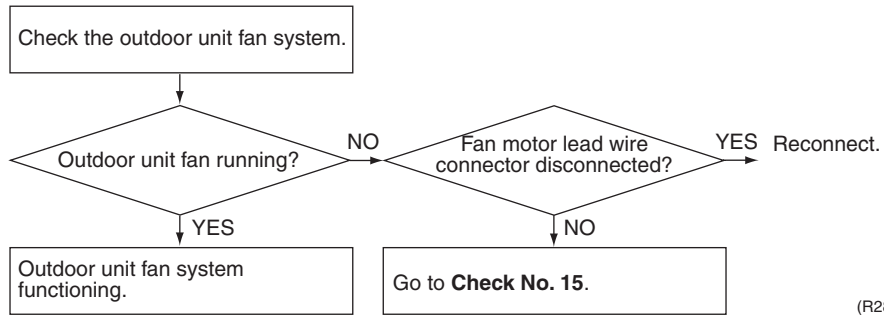 Check the outdoor unit fan system.
Outdoor unit fan running?
NO
Fan motor lead wire
connector disconnected?
YES
Reconnect.
YES
NO
Outdoor unit fan system
functioning.
Go to Check No. 15.